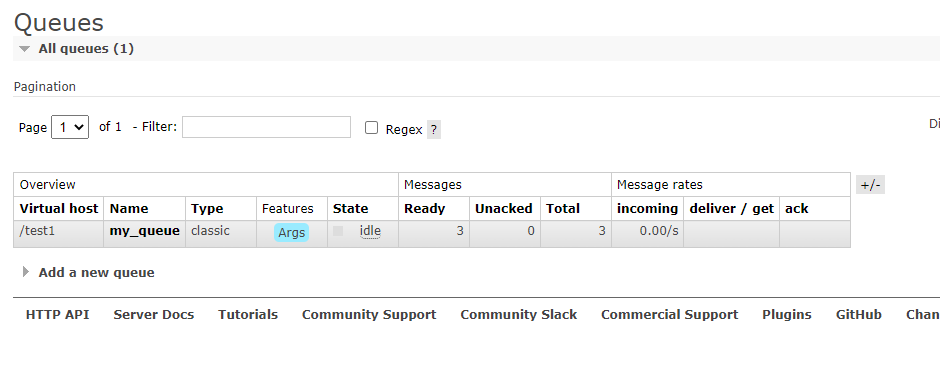 Queues
All queues (1)
Pagination
Page 1 of 1 - Filter: Regex ?
Overview Messages Message rates +/-
Virtual host Name Type Features State Ready Unacked Total incoming deliver / get ack
/test1 my_queue classic Args idle 3 0 3 0.00/s
Add a new queue
HTTP API Server Docs Tutorials Community Support Community Slack Commercial Support Plugins GitHub